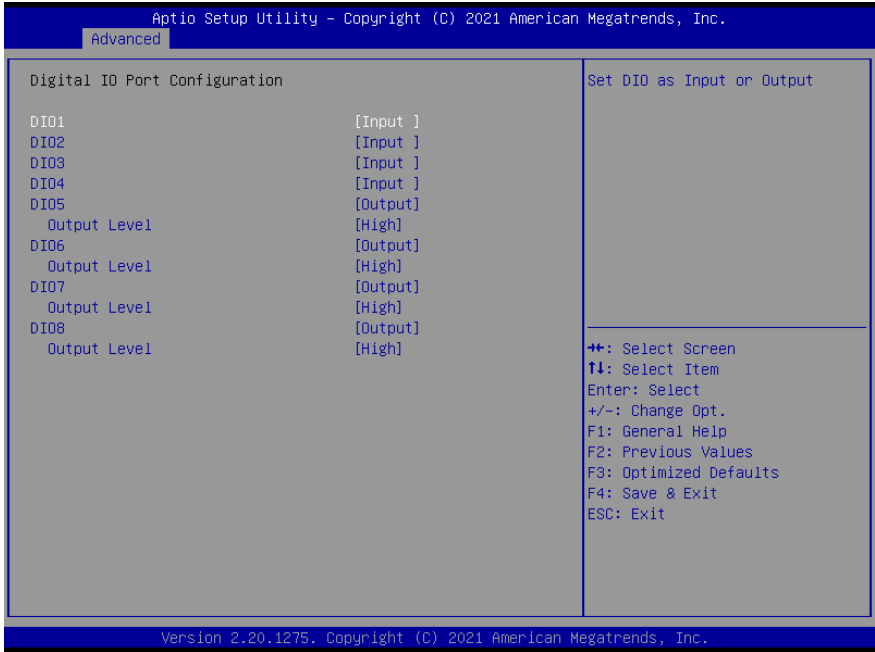 Aptio Setup Utility – Copyright (C) 2021 American Megatrends, Inc.
Advanced
Digital IO Port Configuration
DIO1 [Input ]
DIO2 [Input ]
DIO3 [Input ]
DIO4 [Input ]
DIO5 [Output]
Output Level [High]
DIO6 [Output]
Output Level [High]
DIO7 [Output]
Output Level [High]
DIO8 [Output]
Output Level [High]
Set DIO as Input or Output
→←: Select Screen
↑↓: Select Item
Enter: Select
+/-: Change Opt.
F1: General Help
F2: Previous Values
F3: Optimized Defaults
F4: Save & Exit
ESC: Exit
Version 2.20.1275. Copyright (C) 2021 American Megatrends, Inc.